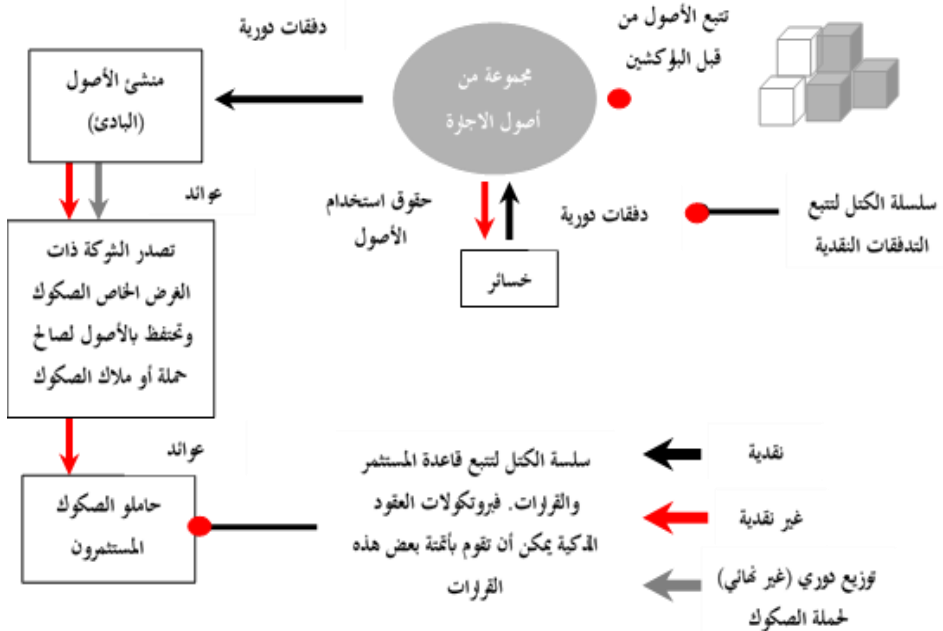 دفقات دورية
تتبع الأصول من
قبل البلوكشين
مجموعة من
أصول الاجارة
منشئ الأصول
(البادئ)
عوائد
حقوق استخدام
الأصول
دفقات دورية
سلسلة الكتل لتتبع
التدفقات النقدية
خسائر
تصدر الشركة ذات
الغرض الخاص الصكوك
وتحتفظ بالأصول لصالح
حملة أو ملاك الصكوك
عوائد
حاملو الصكوك
المستثمرون
سلسة الكتل لتتبع قاعدة المستثمر
والقرارات. فبروتكولات العقود
الذكية يمكن أن تقوم بأتمتة بعض هذه
القرارات
نقدية
غير نقدية
توزيع دوري (غير نهائي)
لحملة الصكوك